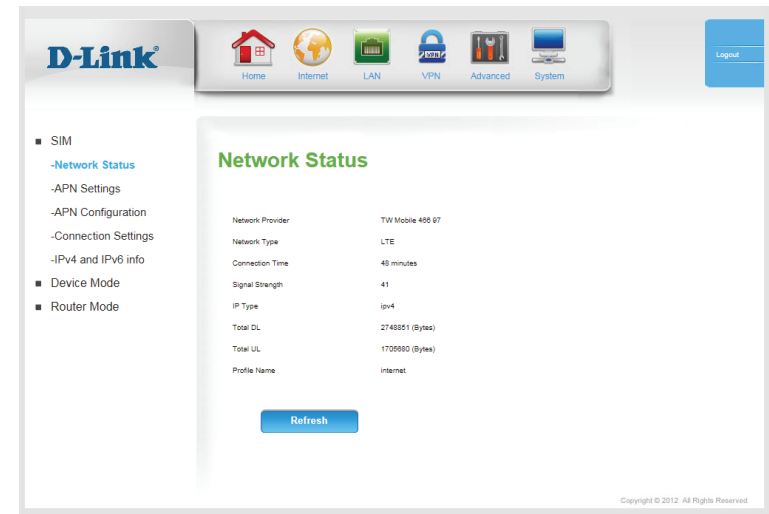 D-Link®
Home Internet LAN VPN Advanced System
Logout
SIM
-Network Status
-APN Settings
-APN Configuration
-Connection Settings
-IPv4 and IPv6 info
Device Mode
Router Mode
Network Status
Network Provider TW Mobile 466 97
Network Type LTE
Connection Time 48 minutes
Signal Strength 41
IP Type ipv4
Total DL 2748851 (Bytes)
Total UL 1705680 (Bytes)
Profile Name internet
Refresh
Copyright © 2012 All Rights Reserved